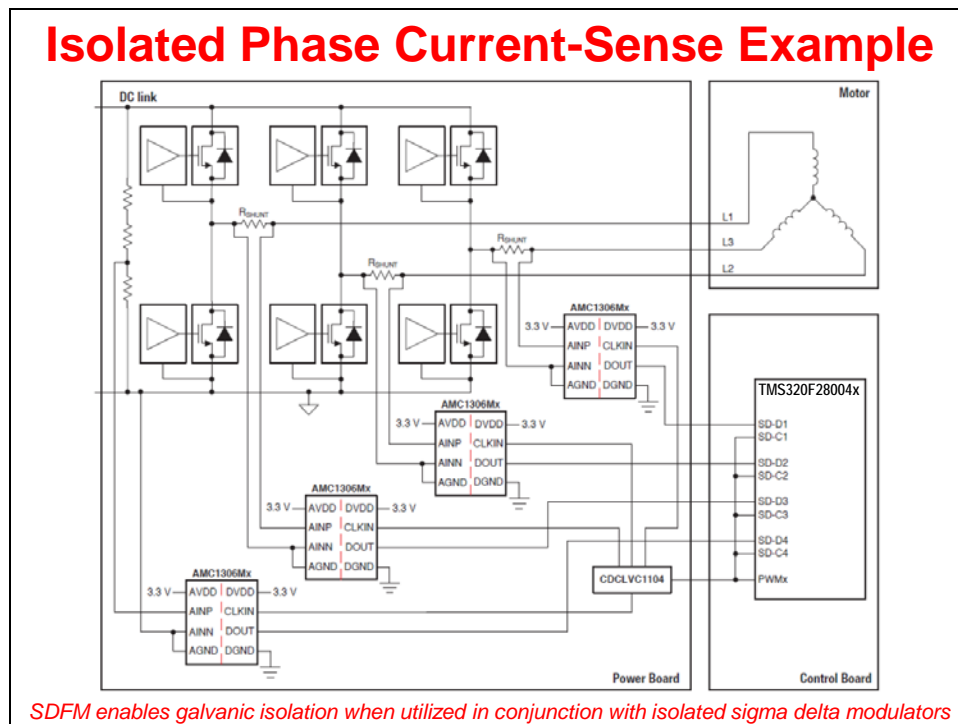 Isolated Phase Current-Sense Example
DC link
Motor
R_SHUNT
L1
R_SHUNT
L3
R_SHUNT
L2
AMC1306Mx
3.3 V AVDD DVDD 3.3 V
AINP CLKIN
AINN DOUT
AGND DGND
TMS320F28004x
SD-D1
SD-C1
SD-D2
SD-C2
SD-D3
SD-C3
SD-D4
SD-C4
PWMx
AMC1306Mx
3.3 V AVDD DVDD 3.3 V
AINP CLKIN
AINN DOUT
AGND DGND
AMC1306Mx
3.3 V AVDD DVDD 3.3 V
AINP CLKIN
AINN DOUT
AGND DGND
CDCLVC1104
AMC1306Mx
3.3 V AVDD DVDD 3.3 V
AINP CLKIN
AINN DOUT
AGND DGND
Power Board
Control Board
SDFM enables galvanic isolation when utilized in conjunction with isolated sigma delta modulators